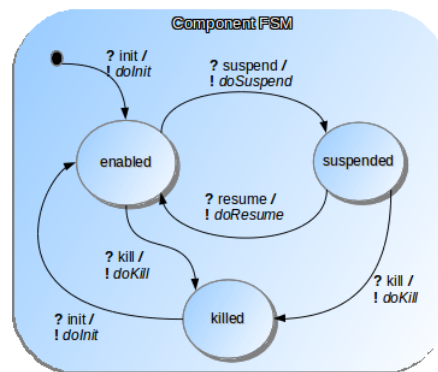 Component FSM
? init /
! doInit
? suspend /
! doSuspend
enabled
suspended
? resume /
! doResume
? kill /
! doKill
? kill /
! doKill
? init /
! doInit
killed